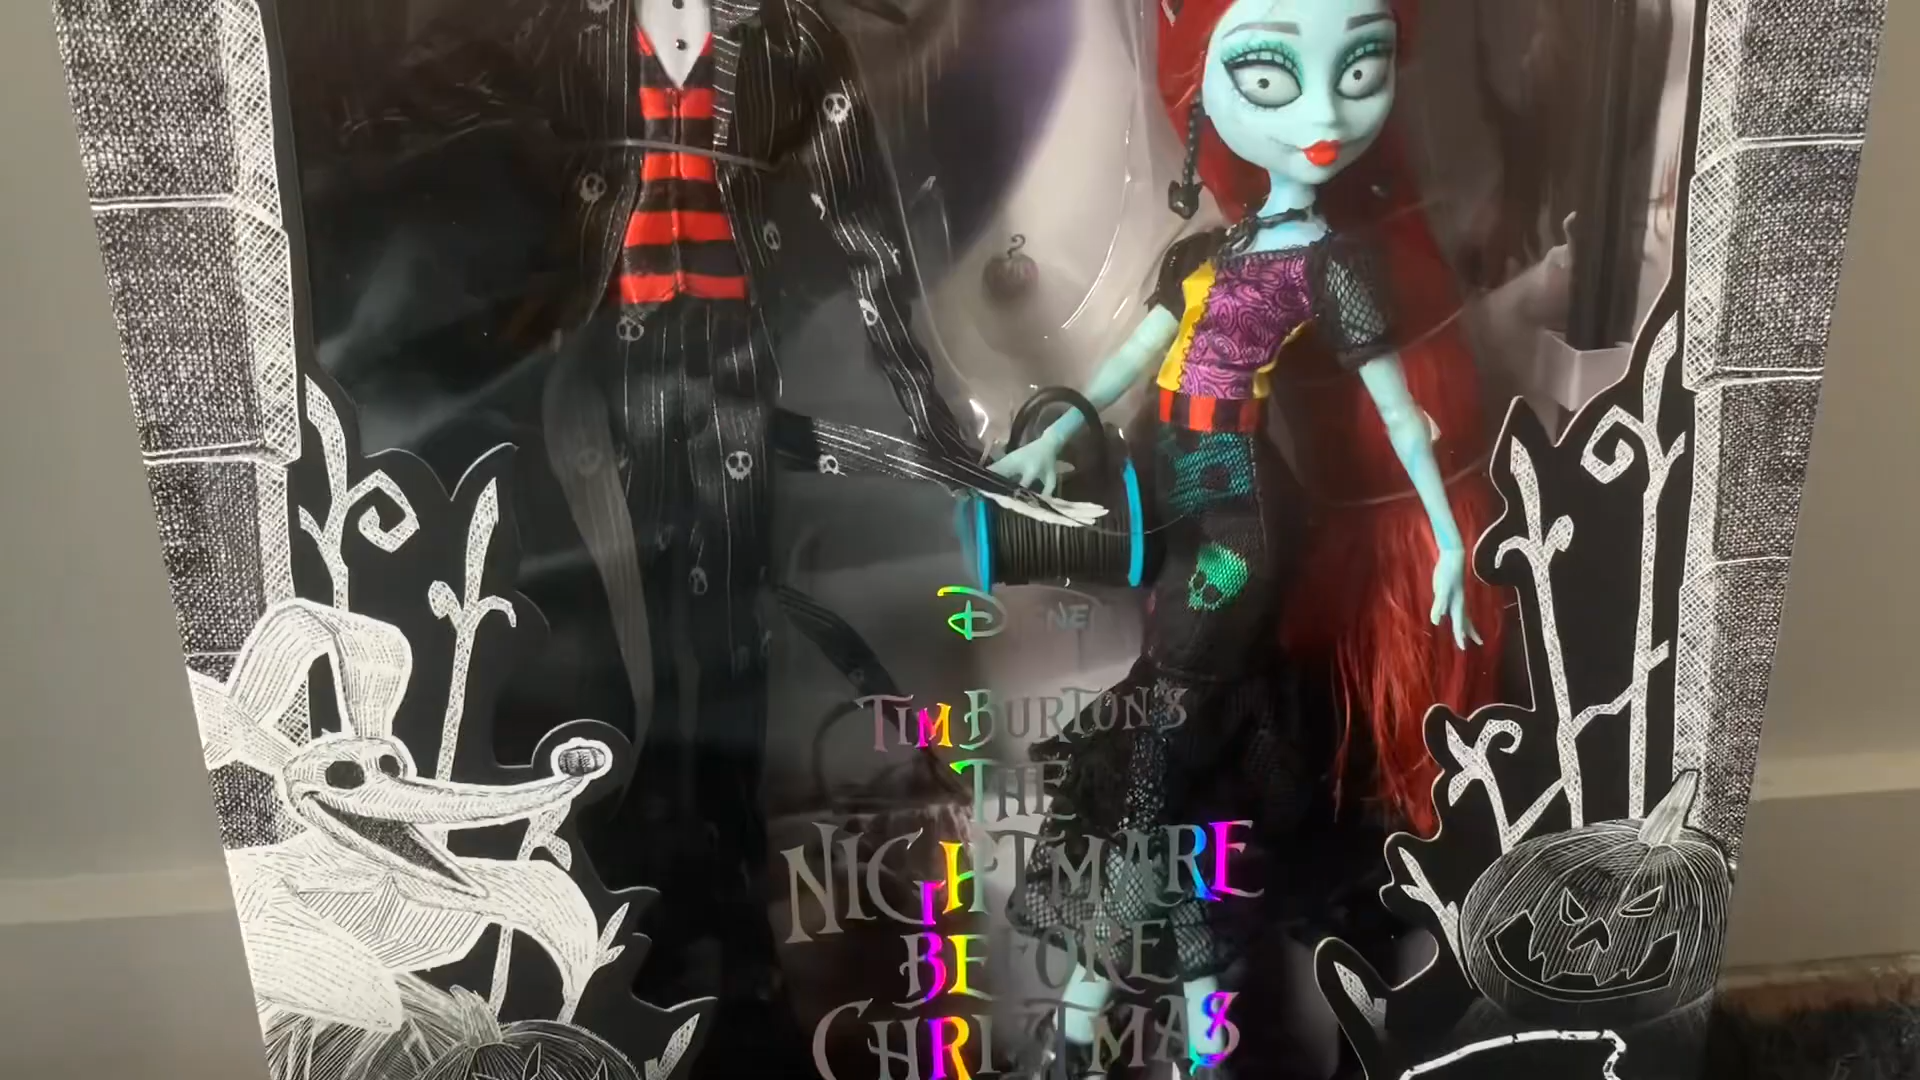 Disney
Tim Burton's
The
Nightmare
Before
Christmas